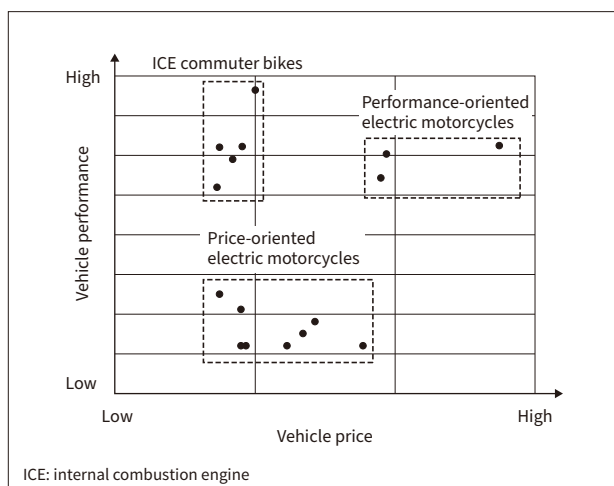 ICE commuter bikes
High
Performance-oriented
electric motorcycles
Vehicle performance
Price-oriented
electric motorcycles
Low
Low
High
Vehicle price
ICE: internal combustion engine